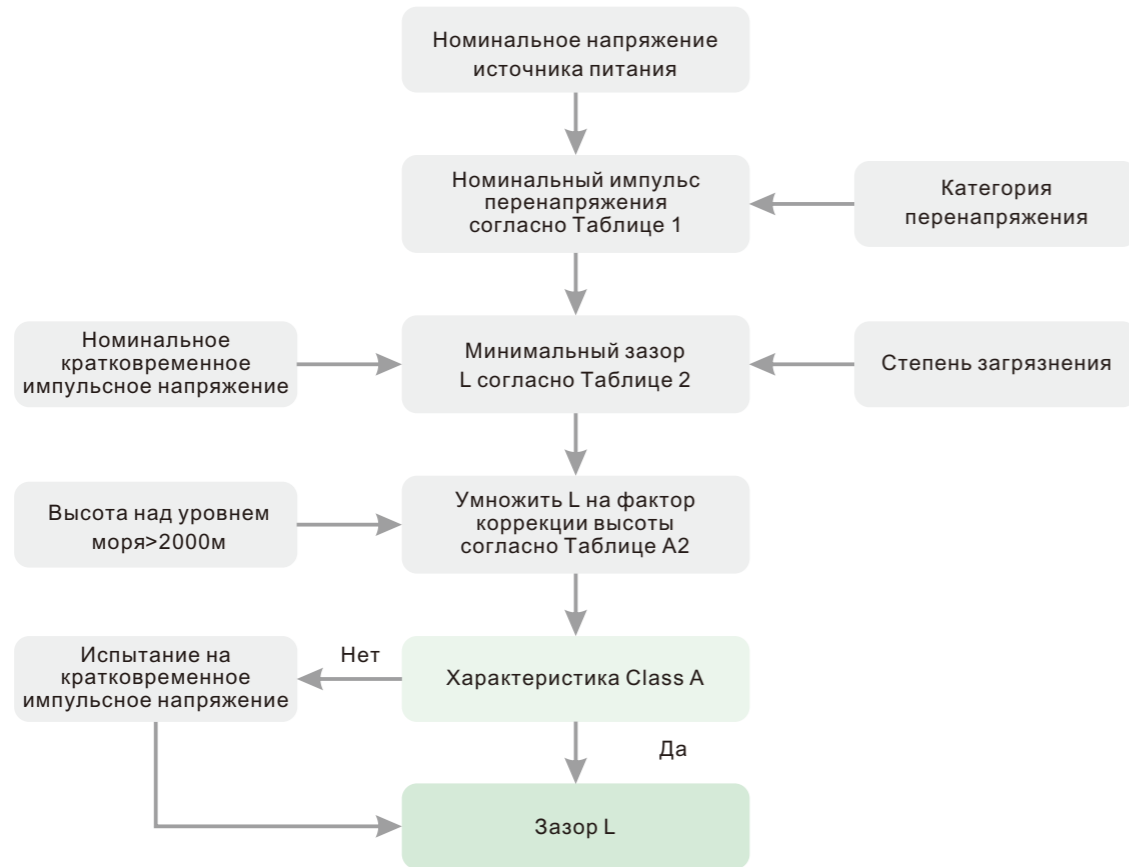 Номинальное напряжение
источника питания
Номинальный импульс
перенапряжения
согласно Таблице 1
Категория
перенапряжения
Номинальное
кратковременное
импульсное напряжение
Минимальный зазор
L согласно Таблице 2
Степень загрязнения
Высота над уровнем
моря>2000м
Умножить L на фактор
коррекции высоты
согласно Таблице A2
Испытание на
кратковременное
импульсное напряжение
Нет
Характеристика Class A
Да
Зазор L